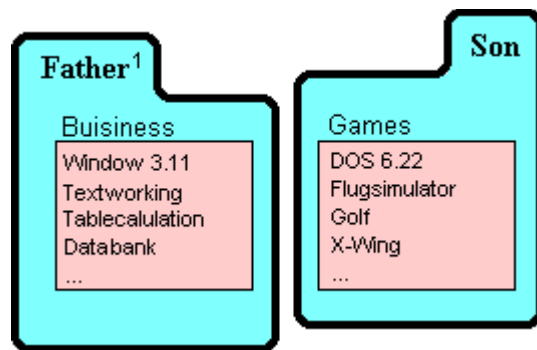 Father¹
Buisiness
Window 3.11
Textworking
Tablecalulation
Databank
...
Son
Games
DOS 6.22
Flugsimulator
Golf
X-Wing
...